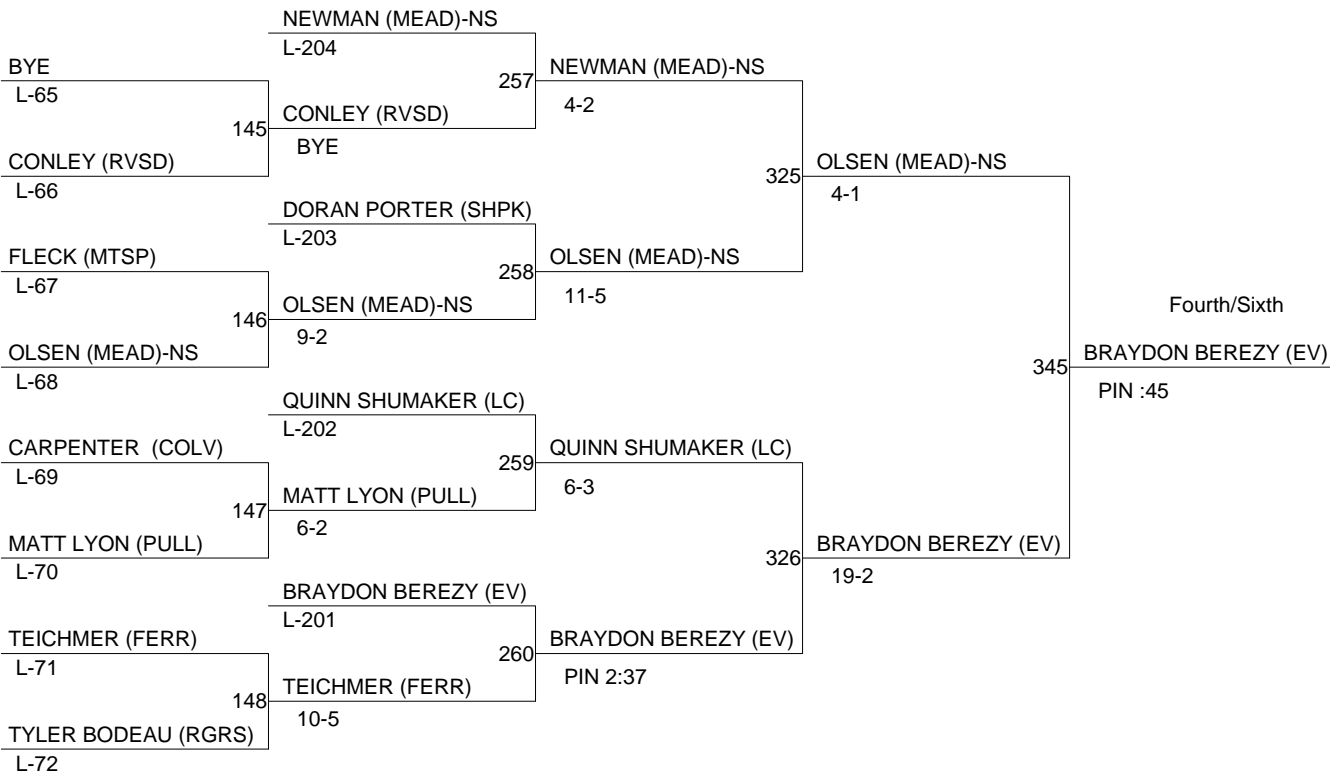 BYE
L-65
145
CONLEY (RVSD)
L-66
FLECK (MTSP)
L-67
146
OLSEN (MEAD)-NS
L-68
CARPENTER (COLV)
L-69
147
MATT LYON (PULL)
L-70
TEICHMER (FERR)
L-71
148
TYLER BODEAU (RGRS)
L-72
NEWMAN (MEAD)-NS
L-204
257
CONLEY (RVSD)
BYE
DORAN PORTER (SHPK)
L-203
258
OLSEN (MEAD)-NS
9-2
QUINN SHUMAKER (LC)
L-202
259
MATT LYON (PULL)
6-2
BRAYDON BEREZY (EV)
L-201
260
TEICHMER (FERR)
10-5
NEWMAN (MEAD)-NS
4-2
325
OLSEN (MEAD)-NS
11-5
QUINN SHUMAKER (LC)
6-3
326
BRAYDON BEREZY (EV)
PIN 2:37
OLSEN (MEAD)-NS
4-1
345
BRAYDON BEREZY (EV)
19-2
Fourth/Sixth
BRAYDON BEREZY (EV)
PIN :45